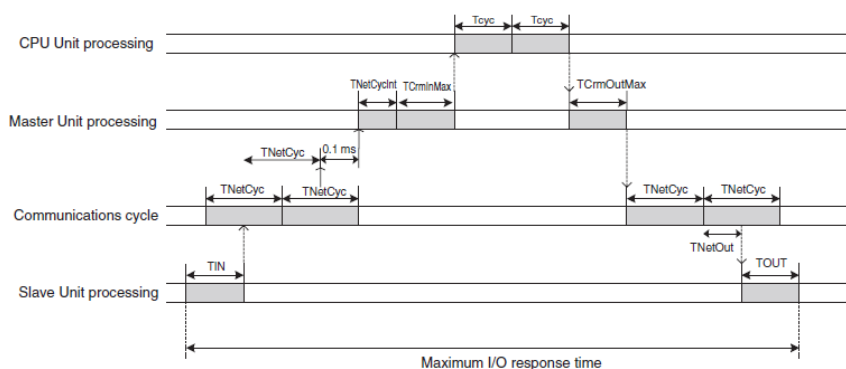 Tcyc Tcyc
CPU Unit processing
TNetCycInt TCrmInMax TCrmOutMax
Master Unit processing
TNetCyc 0.1 ms
TNetCyc TNetCyc TNetCyc TNetCyc
Communications cycle
TNetOut
TIN TOUT
Slave Unit processing
Maximum I/O response time